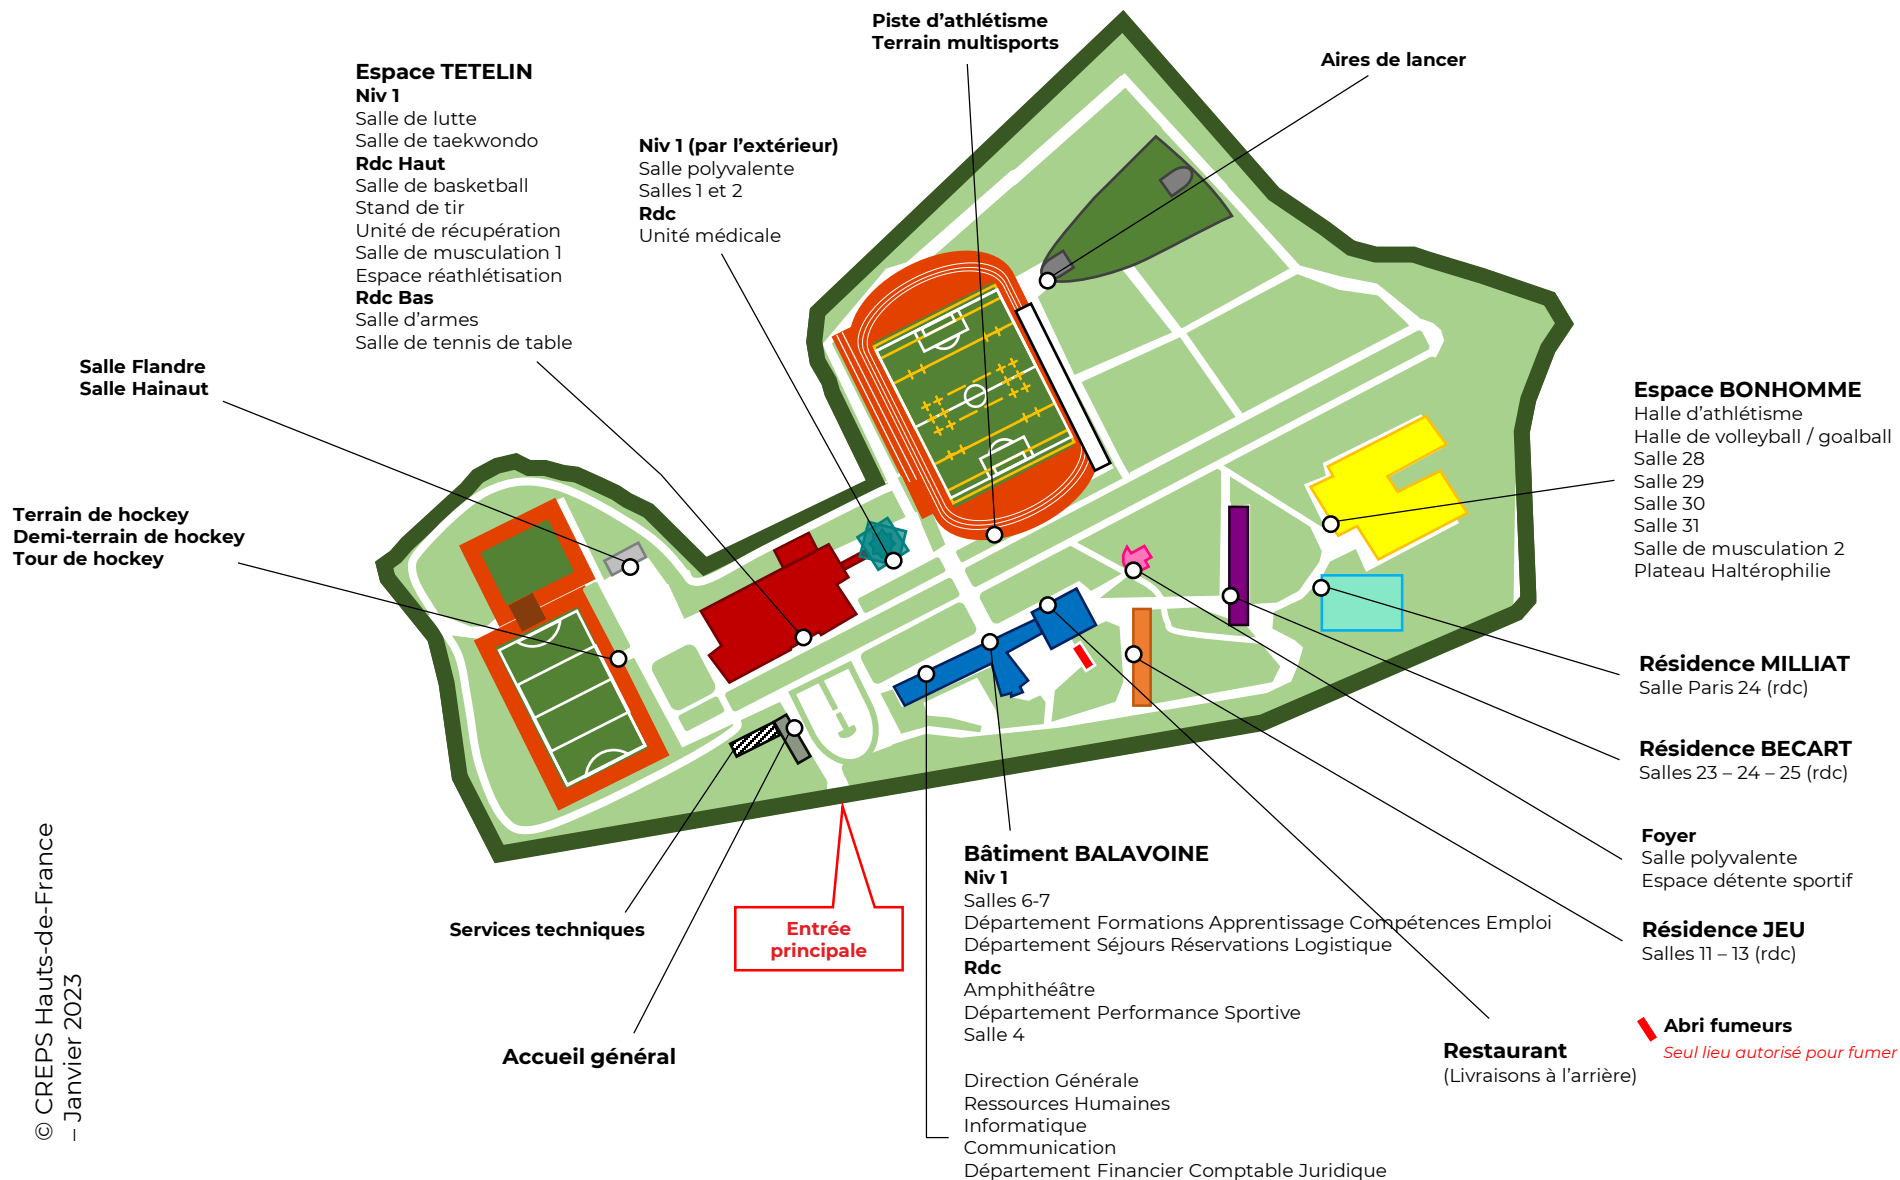 Piste d’athlétisme
Terrain multisports
Aires de lancer
Espace TETELIN
Niv 1
Salle de lutte
Salle de taekwondo
Rdc Haut
Salle de basketball
Stand de tir
Unité de récupération
Salle de musculation 1
Espace réathlétisation
Rdc Bas
Salle d’armes
Salle de tennis de table
Niv 1 (par l’extérieur)
Salle polyvalente
Salles 1 et 2
Rdc
Unité médicale
Salle Flandre
Salle Hainaut
Terrain de hockey
Demi-terrain de hockey
Tour de hockey
Espace BONHOMME
Halle d’athlétisme
Halle de volleyball / goalball
Salle 28
Salle 29
Salle 30
Salle 31
Salle de musculation 2
Plateau Haltérophilie
Résidence MILLIAT
Salle Paris 24 (rdc)
Résidence BECART
Salles 23 – 24 – 25 (rdc)
Foyer
Salle polyvalente
Espace détente sportif
Résidence JEU
Salles 11 – 13 (rdc)
Abri fumeurs
Seul lieu autorisé pour fumer
Restaurant
(Livraisons à l’arrière)
Bâtiment BALAVOINE
Niv 1
Salles 6-7
Département Formations Apprentissage Compétences Emploi
Département Séjours Réservations Logistique
Rdc
Amphithéâtre
Département Performance Sportive
Salle 4
Direction Générale
Ressources Humaines
Informatique
Communication
Département Financier Comptable Juridique
Entrée
principale
Services techniques
Accueil général
© CREPS Hauts-de-France
– Janvier 2023